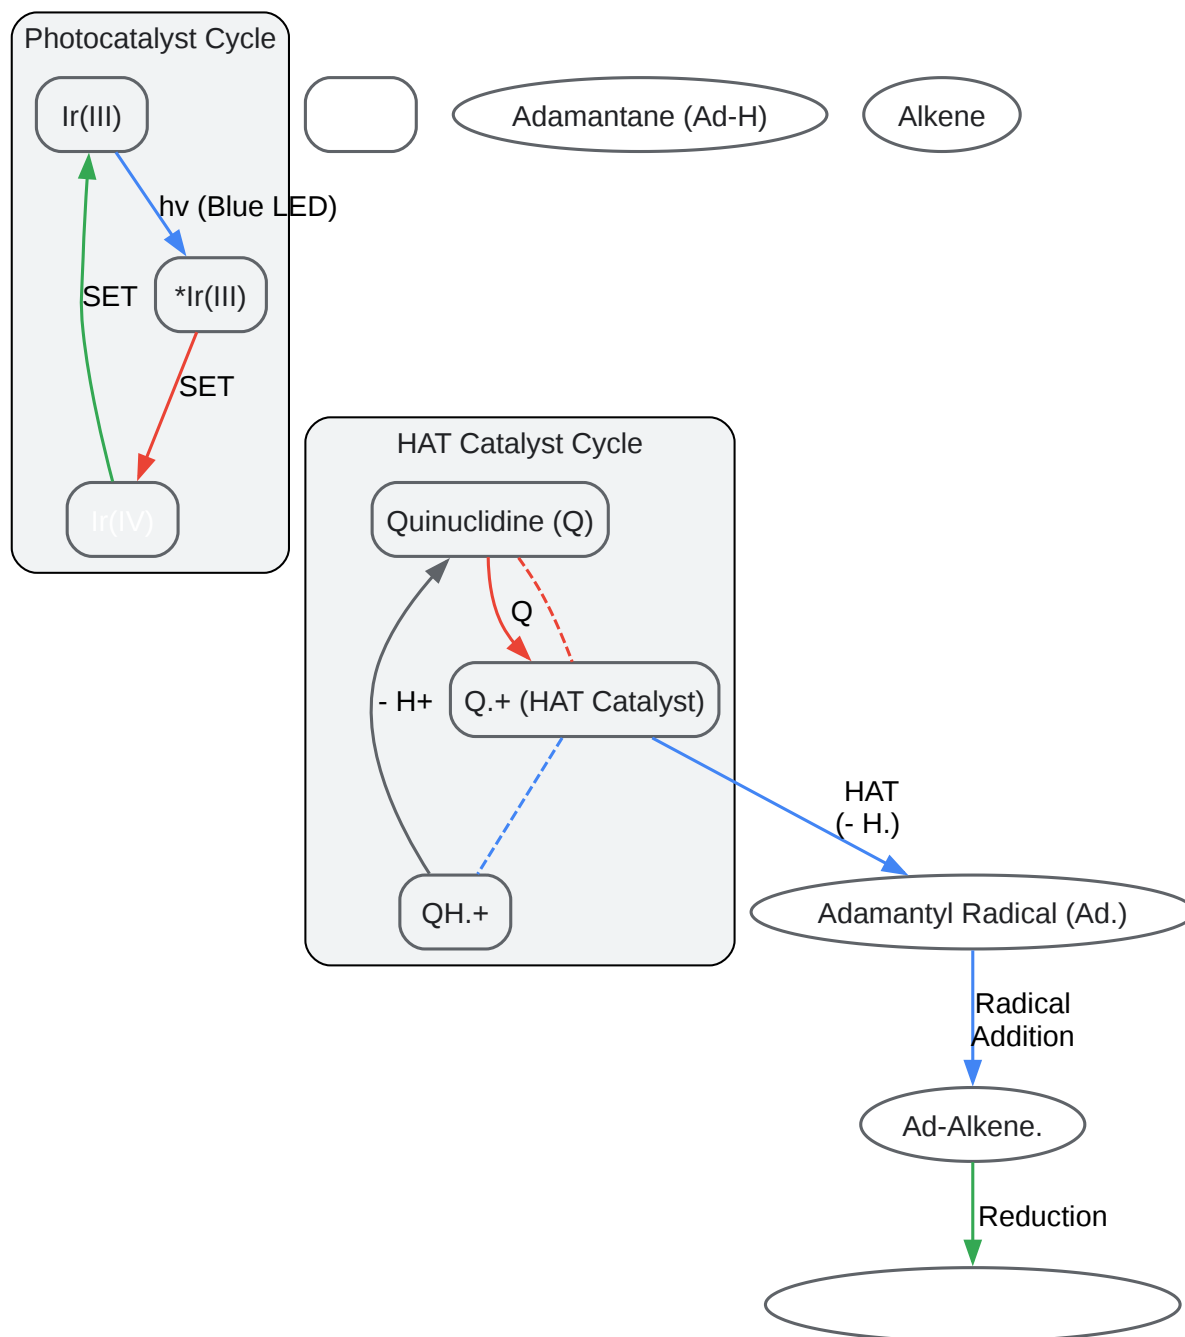 Photocatalyst Cycle
Ir(III)
Adamantane (Ad-H)
Alkene
hv (Blue LED)
SET
*Ir(III)
SET
Ir(IV)
HAT Catalyst Cycle
Quinuclidine (Q)
Q
Q.+ (HAT Catalyst)
- H+
HAT
(- H.)
QH.+
Adamantyl Radical (Ad.)
Radical
Addition
Ad-Alkene.
Reduction